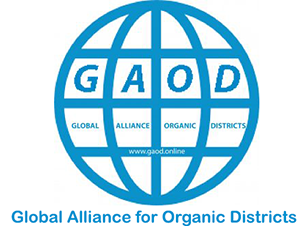 GAOD
GLOBAL ALLIANCE ORGANIC DISTRICTS
www.gaod.online
Global Alliance for Organic Districts